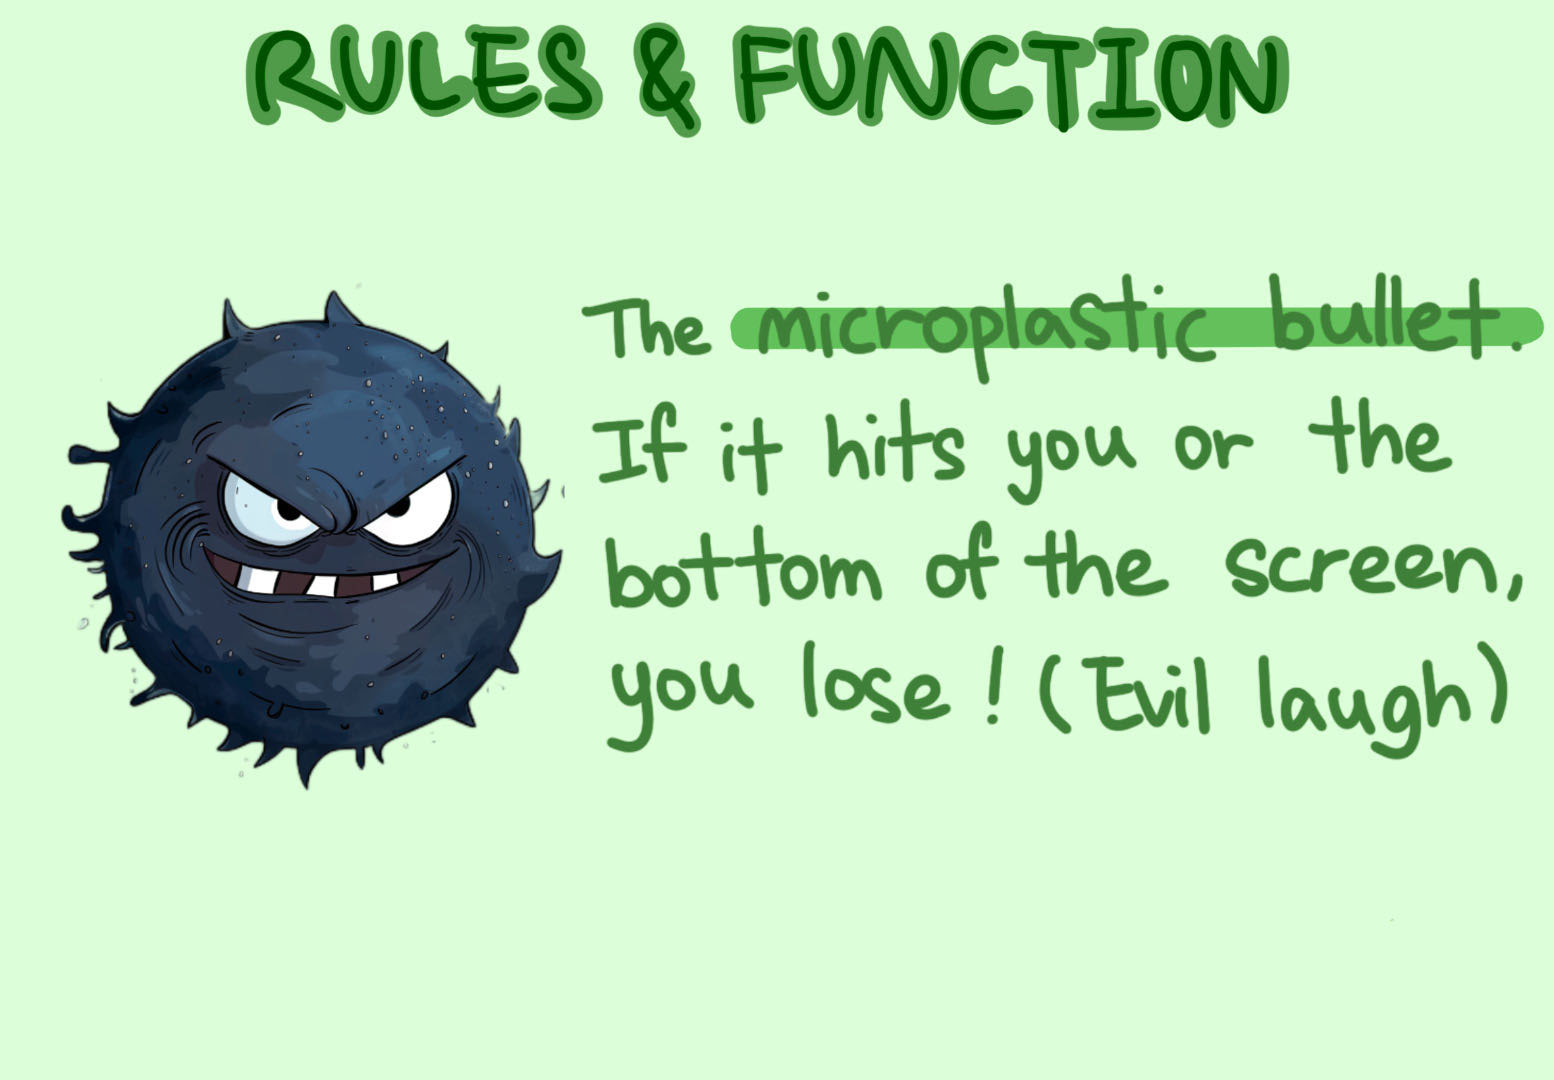 RULES & FUNCTION
The microplastic bullet.
If it hits you or the
bottom of the screen,
you lose! (Evil laugh)